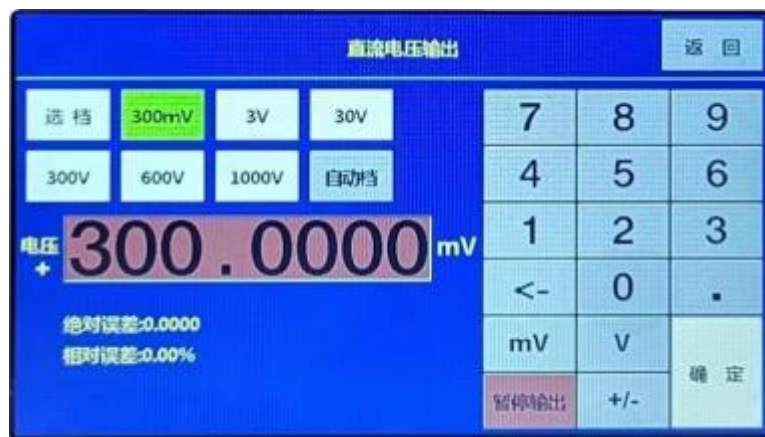 直流电压输出
返 回
选 档 300mV 3V 30V
300V 600V 1000V 自动档
电压 + 300.0000 mV
绝对误差:0.0000
相对误差:0.00%
7 8 9
4 5 6
1 2 3
<- 0 .
mV V
确 定
暂停输出 +/-